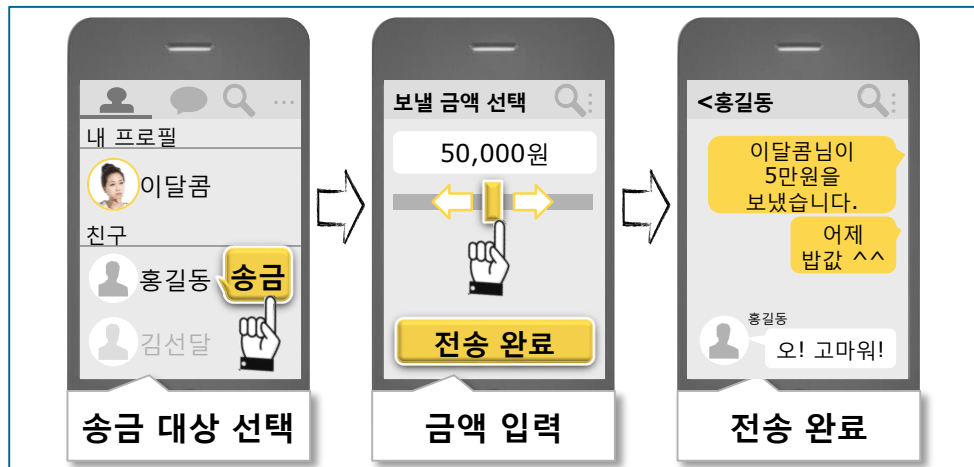 내 프로필
이달콤
친구
홍길동
송금
김선달
송금 대상 선택
보낼 금액 선택
50,000원
전송 완료
금액 입력
<홍길동
이달콤님이
5만원을
보냈습니다.
어제
밥값 ^^
홍길동
오! 고마워!
전송 완료